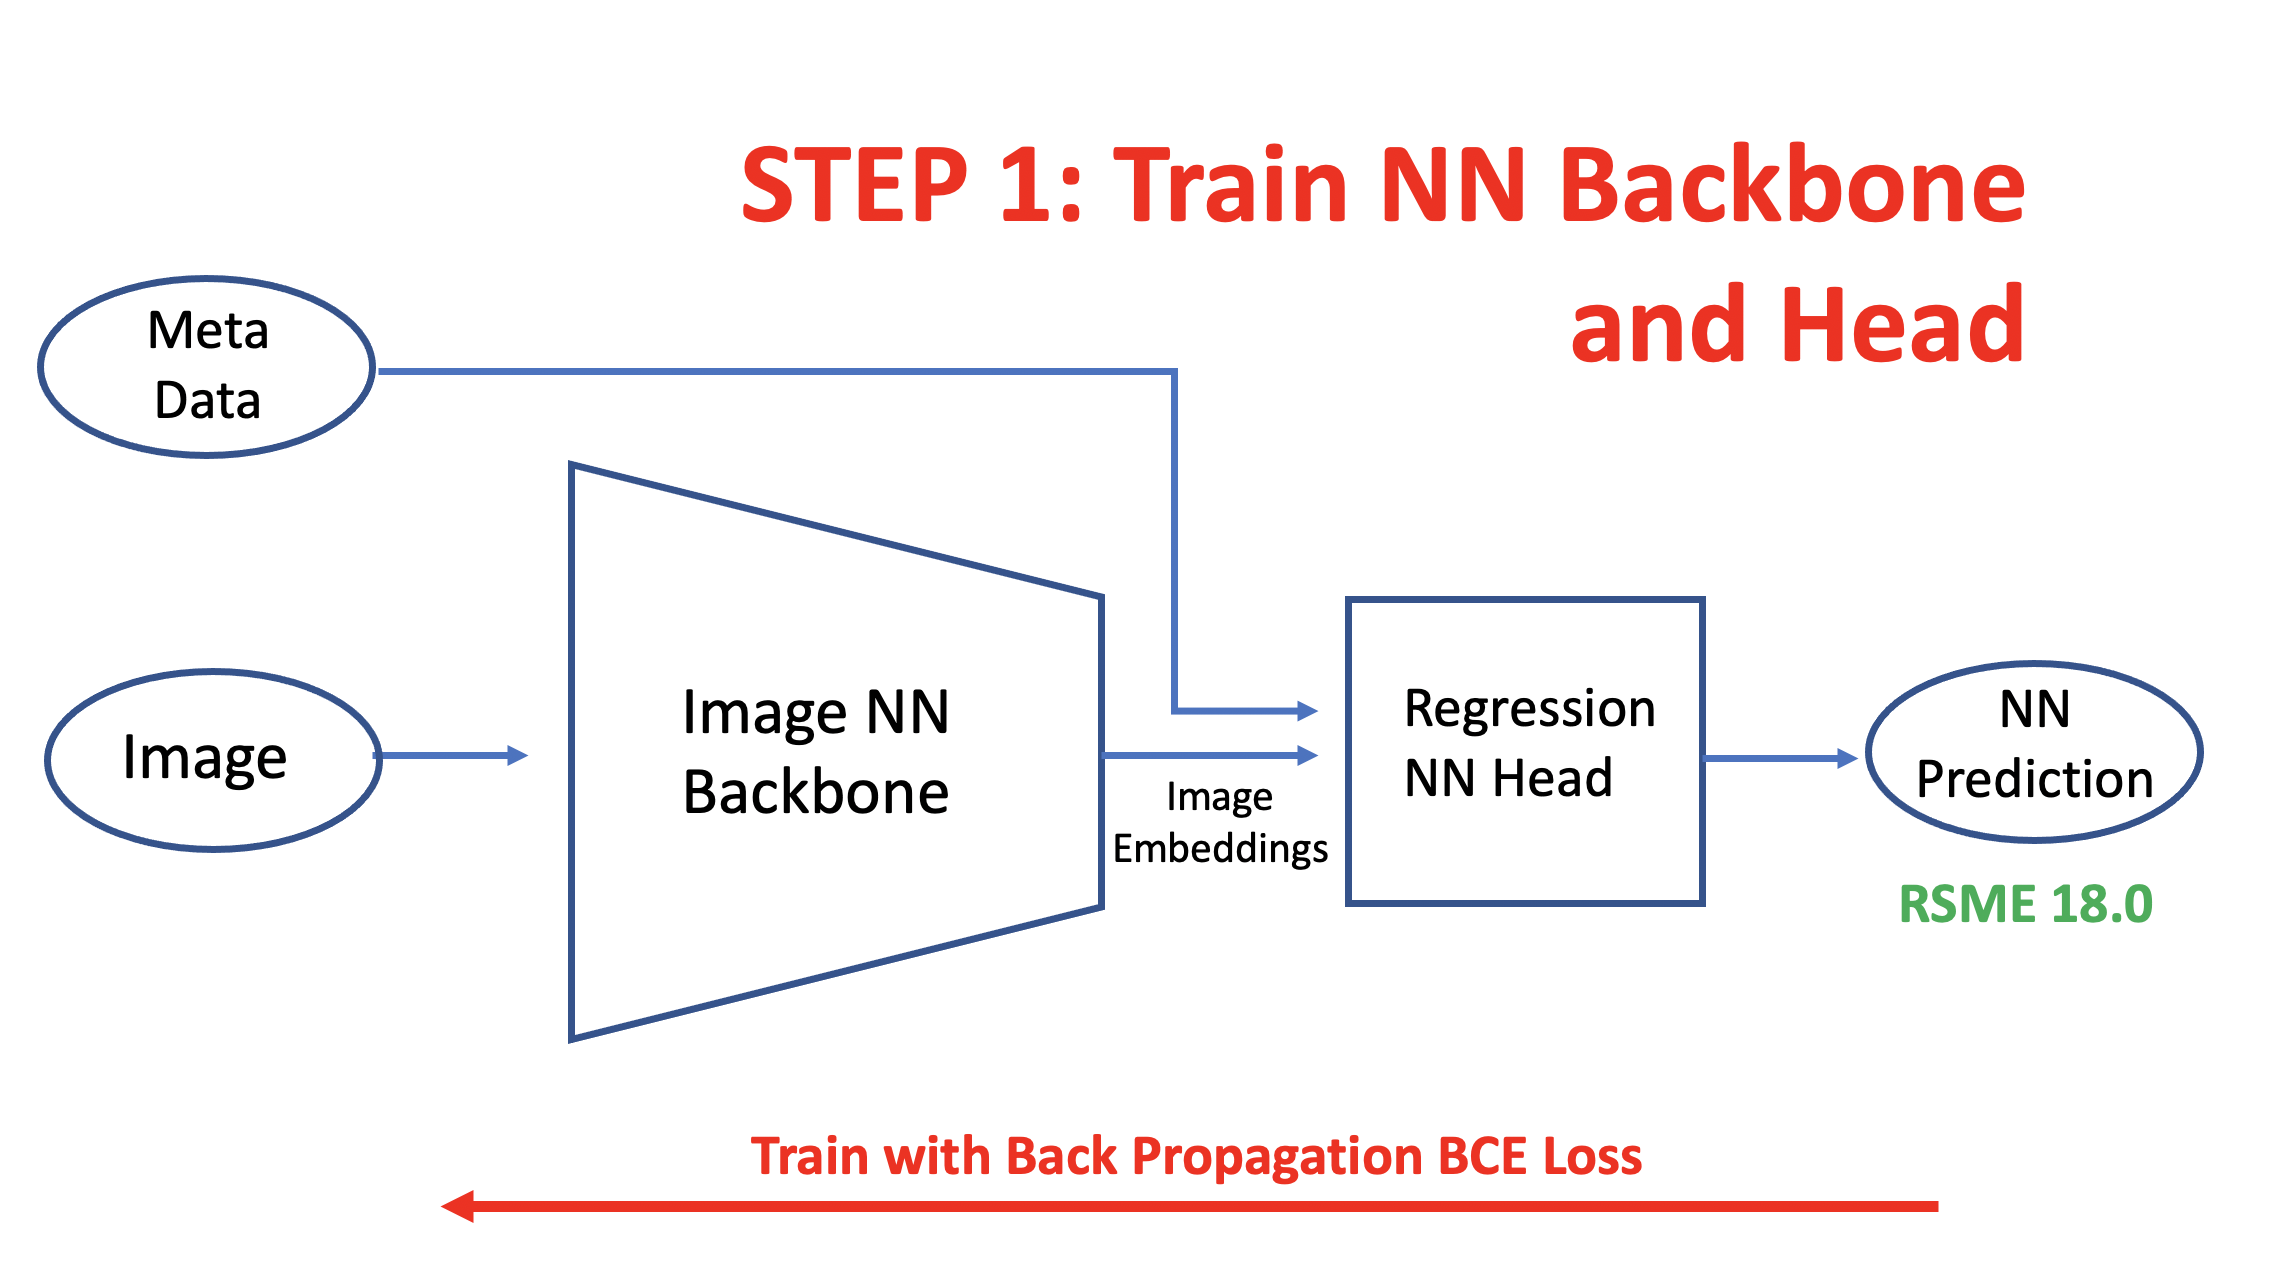 STEP 1: Train NN Backbone
and Head
Meta
Data
Image
Image NN
Backbone
Image
Embeddings
Regression
NN Head
NN
Prediction
RSME 18.0
Train with Back Propagation BCE Loss